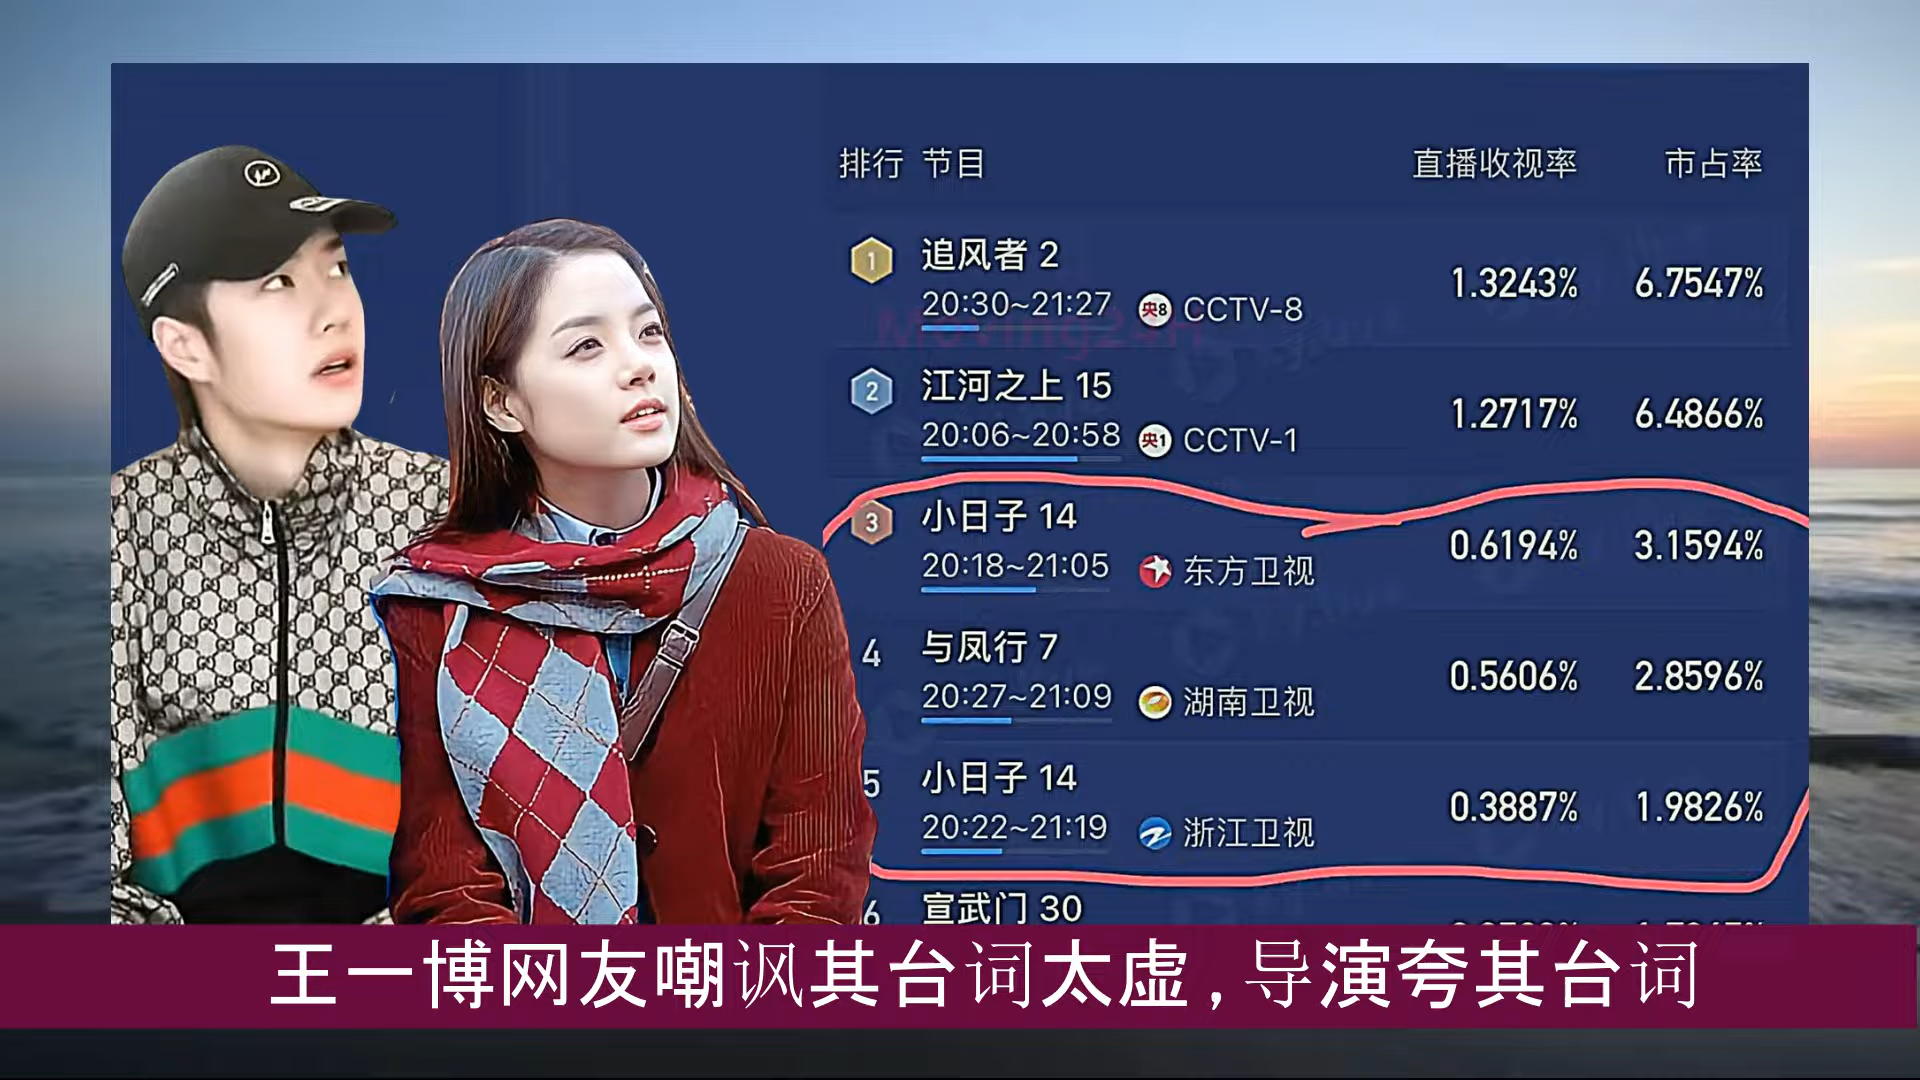 排行 节目 直播收视率 市占率
1 追风者 2 1.3243% 6.7547%
20:30~21:27 央8 CCTV-8
2 江河之上 15 1.2717% 6.4866%
20:06~20:58 央1 CCTV-1
3 小日子 14 0.6194% 3.1594%
20:18~21:05 东方卫视
4 与凤行 7 0.5606% 2.8596%
20:27~21:09 湖南卫视
5 小日子 14 0.3887% 1.9826%
20:22~21:19 浙江卫视
6 宣武门 30
王一博网友嘲讽其台词太虚,导演夸其台词